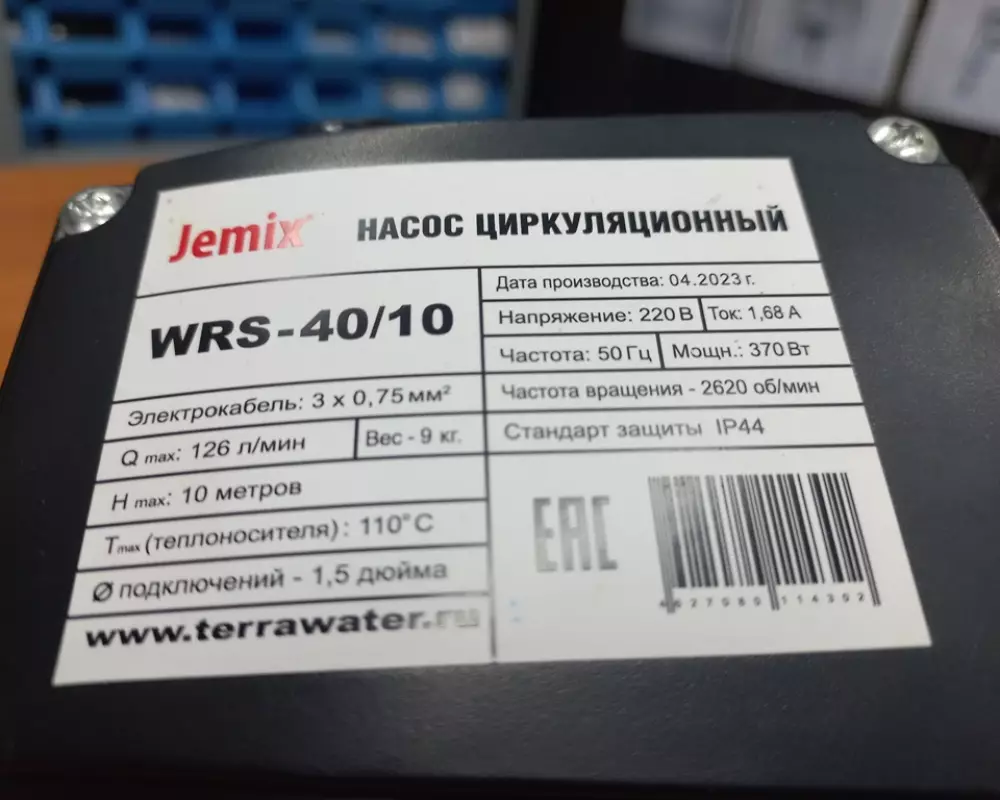 Jemix
НАСОС ЦИРКУЛЯЦИОННЫЙ
WRS-40/10
Дата производства: 04.2023 г.
Напряжение: 220 В
Ток: 1,68 А
Частота: 50 Гц
Мощн.: 370 Вт
Электрокабель: 3 х 0,75 мм²
Частота вращения - 2620 об/мин
Q max: 126 л/мин
Вес - 9 кг.
Стандарт защиты IP44
H max: 10 метров
Tmax (теплоносителя): 110°С
Ø подключений - 1,5 дюйма
www.terrawater.ru
EAC
4627080114392